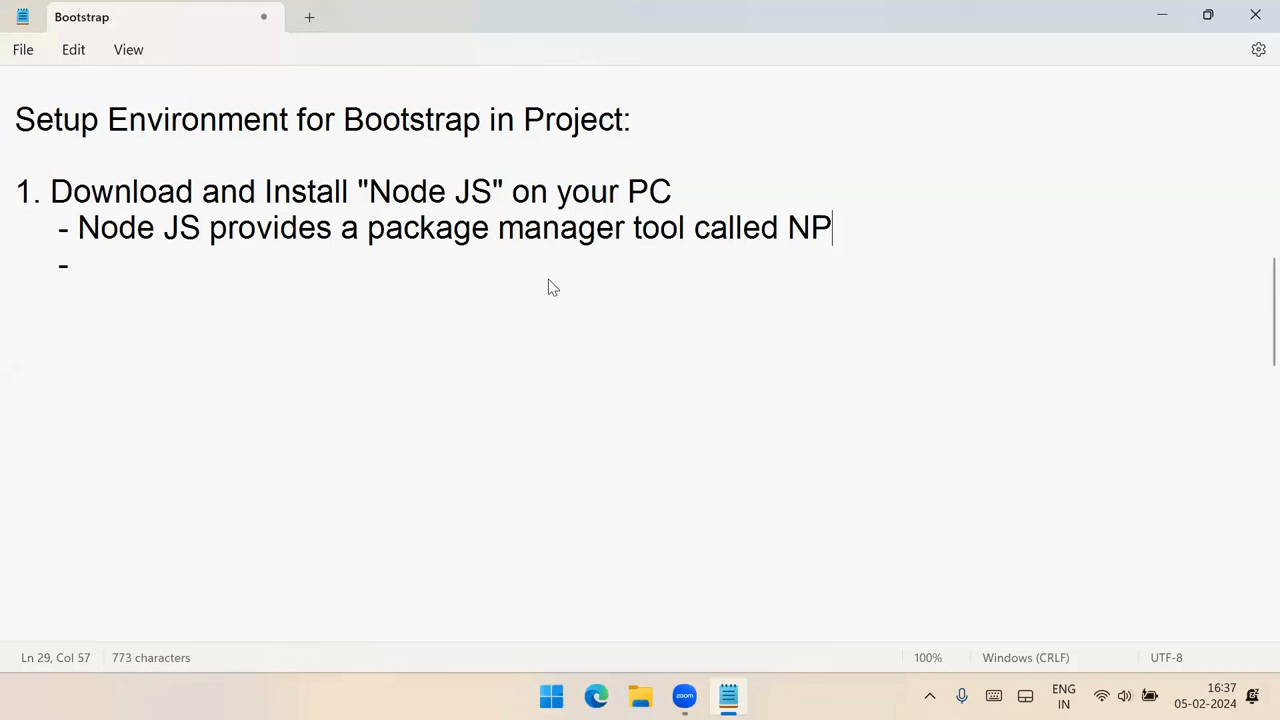 Bootstrap
File Edit View
Setup Environment for Bootstrap in Project:
1. Download and Install "Node JS" on your PC
- Node JS provides a package manager tool called NP
-
Ln 29, Col 57 773 characters 100% Windows (CRLF) UTF-8
zoom
ENG
IN
16:37
05-02-2024